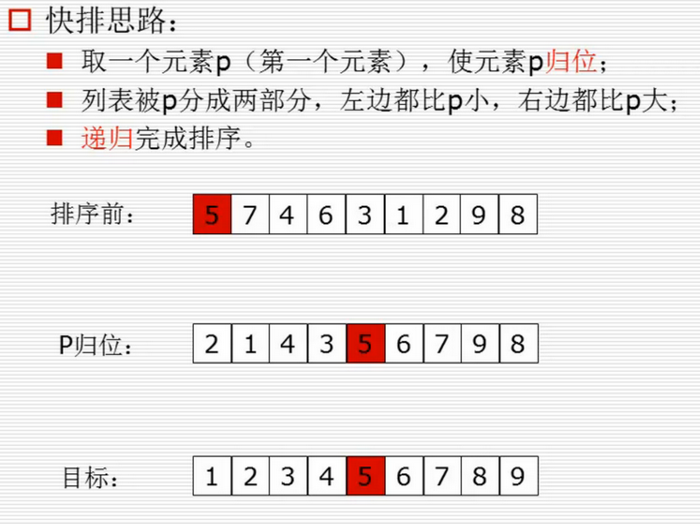 快排思路：
取一个元素p（第一个元素），使元素p归位；
列表被p分成两部分，左边都比p小，右边都比p大；
递归完成排序。
排序前： 5 7 4 6 3 1 2 9 8
P归位： 2 1 4 3 5 6 7 9 8
目标： 1 2 3 4 5 6 7 8 9